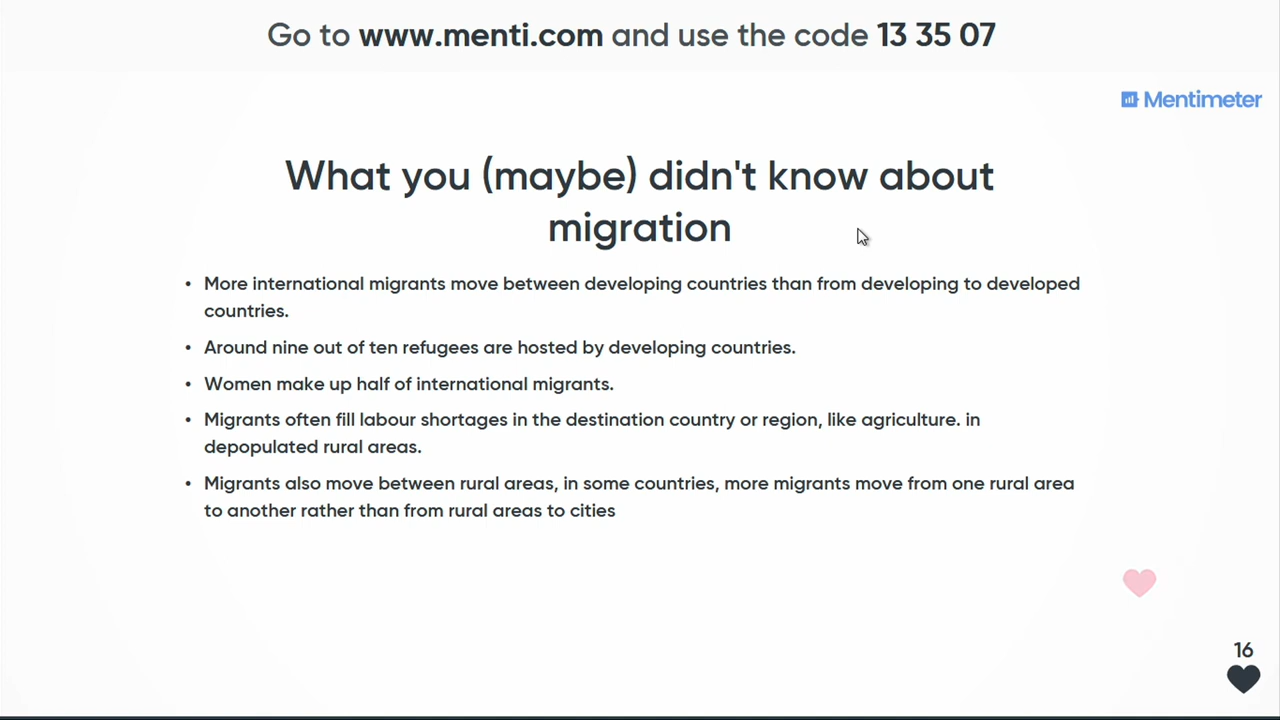 Go to www.menti.com and use the code 13 35 07
Mentimeter
What you (maybe) didn't know about
migration
• More international migrants move between developing countries than from developing to developed
countries.
• Around nine out of ten refugees are hosted by developing countries.
• Women make up half of international migrants.
• Migrants often fill labour shortages in the destination country or region, like agriculture. in
depopulated rural areas.
• Migrants also move between rural areas, in some countries, more migrants move from one rural area
to another rather than from rural areas to cities
16